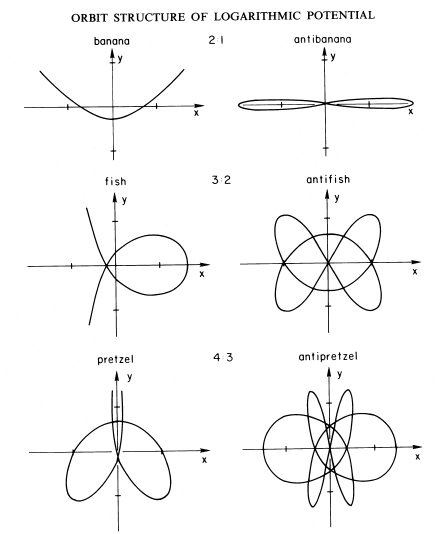 ORBIT STRUCTURE OF LOGARITHMIC POTENTIAL
banana 2:1 antibanana
y y
x x
fish 3:2 antifish
y y
x x
pretzel 4:3 antipretzel
y y
x x